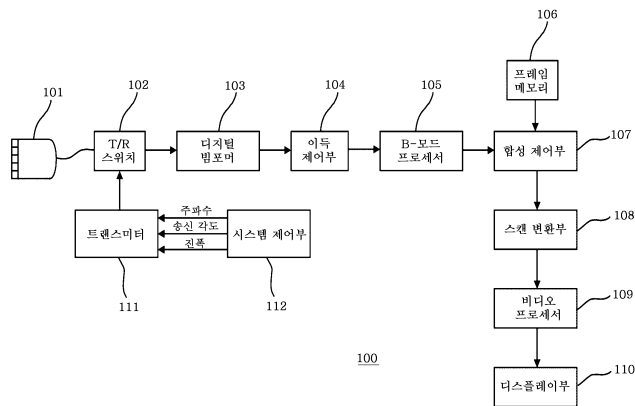 106
101
102
103
104
105
프레임
메모리
T/R
스위치
디지털
빔포머
이득
제어부
B-모드
프로세서
합성 제어부
107
주파수
송신 각도
진폭
트랜스미터
시스템 제어부
스캔 변환부
108
111
112
비디오
프로세서
109
100
디스플레이부
110